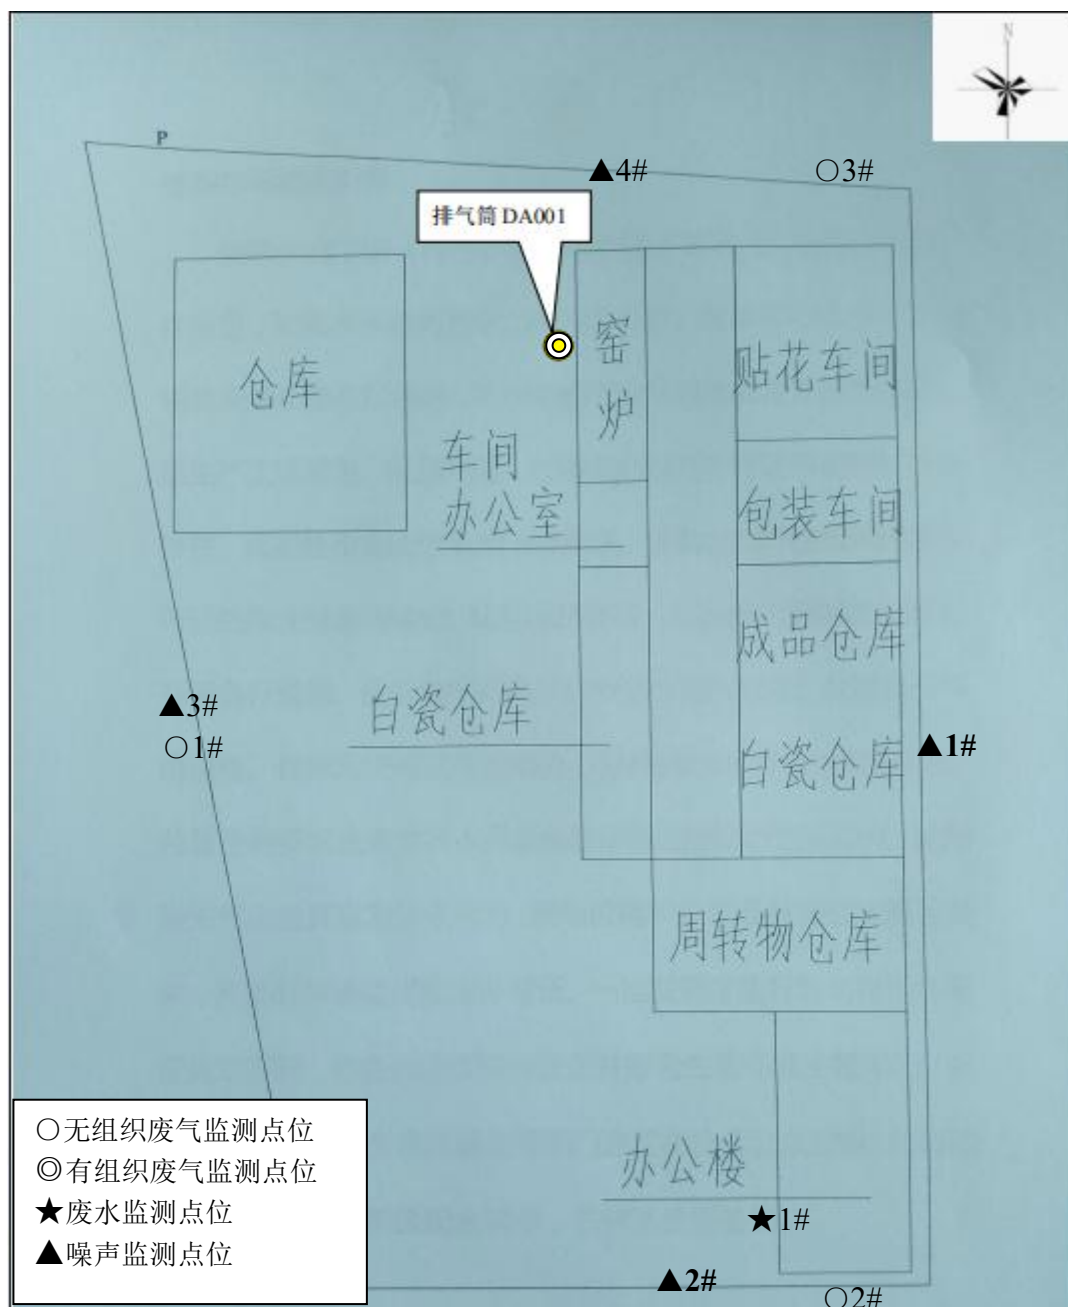 N
P
▲4#
○3#
排气筒 DA001
窑炉
仓库
贴花车间
车间
办公室
包装车间
成品仓库
▲3#
○1#
白瓷仓库
▲1#
白瓷仓库
周转物仓库
○无组织废气监测点位
◎有组织废气监测点位
★废水监测点位
▲噪声监测点位
办公楼
★1#
▲2#
○2#